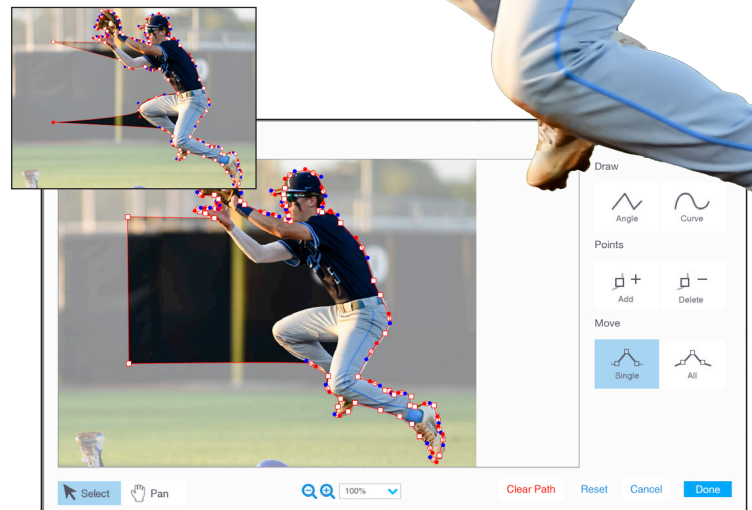 Draw
Angle
Curve
Points
Add
Delete
Move
Single
All
Select
Pan
100%
Clear Path
Reset
Cancel
Done